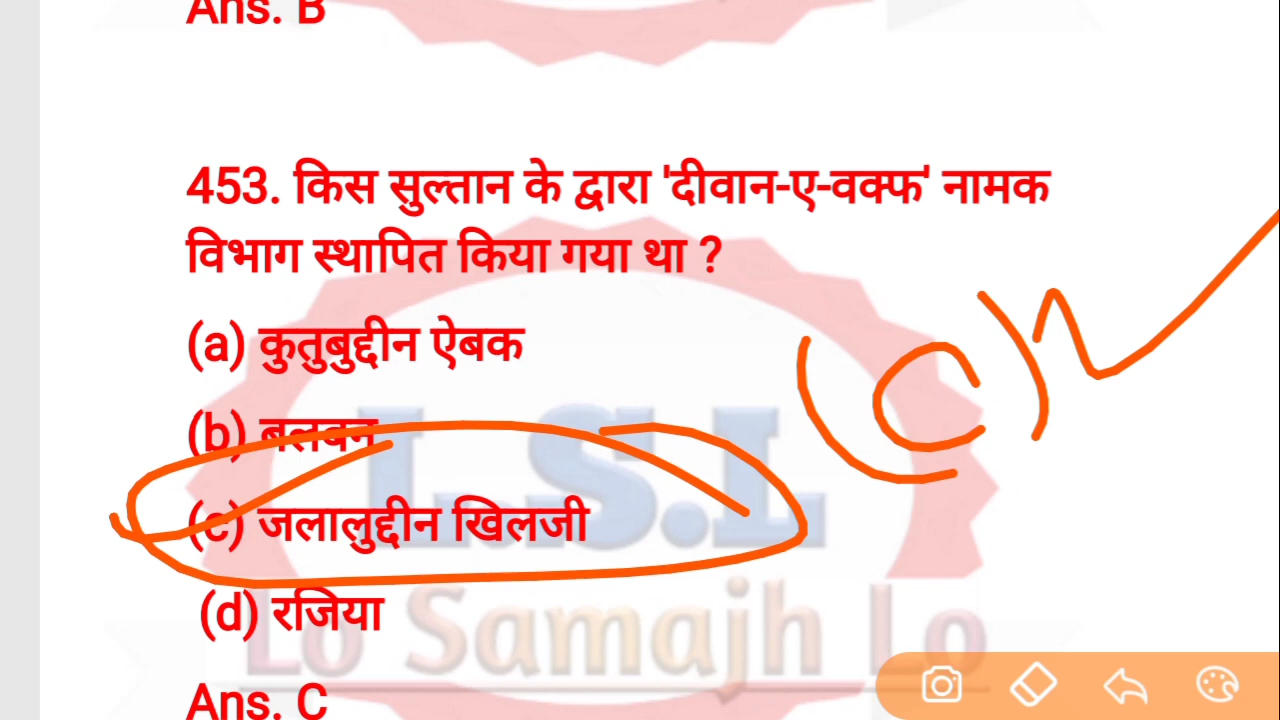 Ans. B
453. किस सुल्तान के द्वारा 'दीवान-ए-वक्फ' नामक
विभाग स्थापित किया गया था ?
(a) कुतुबुद्दीन ऐबक
(b) बलबन
(c) जलालुद्दीन खिलजी
(c)
(d) रजिया
Ans. C
L.S.L
Lo Samajh Lo